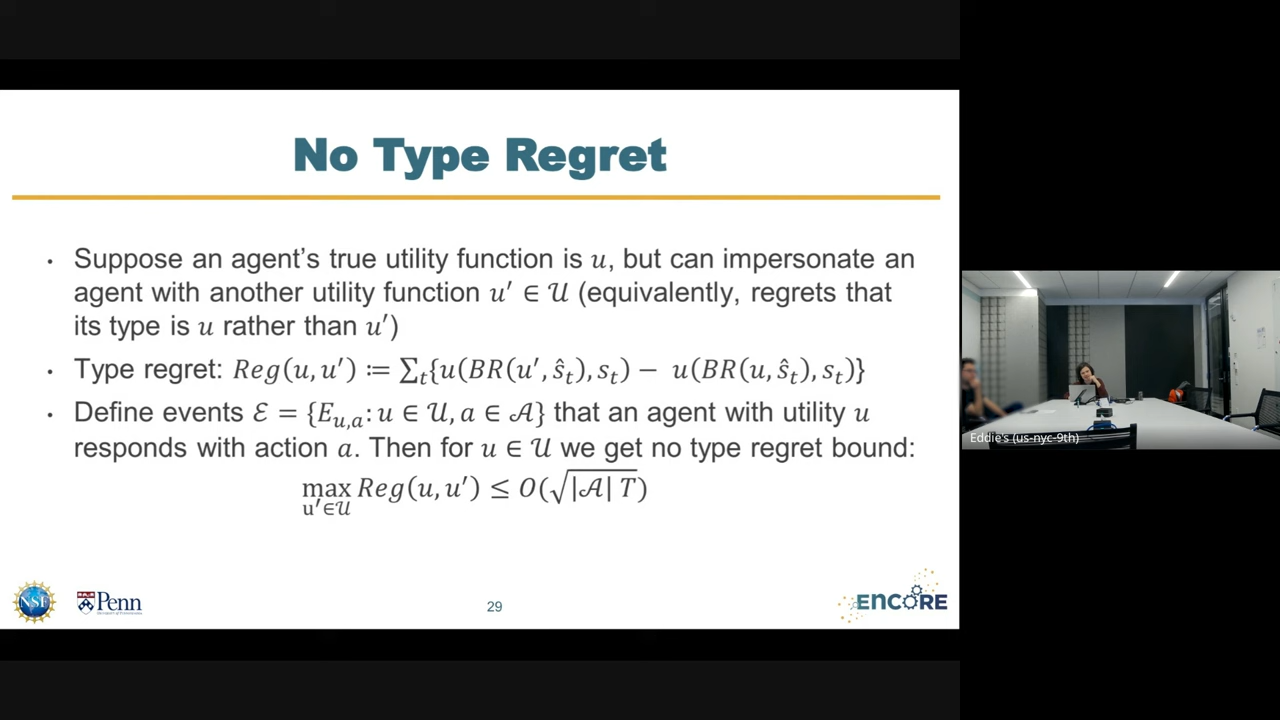 No Type Regret
• Suppose an agent's true utility function is 𝑢, but can impersonate an
agent with another utility function 𝑢′ ∈ 𝒰 (equivalently, regrets that
its type is 𝑢 rather than 𝑢′)
• Type regret: 𝑅𝑒𝑔(𝑢, 𝑢′) ≔ ∑ₜ{𝑢(𝐵𝑅(𝑢′, ŝₜ), 𝑠ₜ) − 𝑢(𝐵𝑅(𝑢, ŝₜ), 𝑠ₜ)}
• Define events ℰ = {𝐸ᵤ,ₐ: 𝑢 ∈ 𝒰, 𝑎 ∈ 𝒜} that an agent with utility 𝑢
responds with action 𝑎. Then for 𝑢 ∈ 𝒰 we get no type regret bound:
max 𝑅𝑒𝑔(𝑢, 𝑢′) ≤ 𝑂(√|𝒜| 𝑇)
u′∈𝒰
NSF
Penn
29
ENCORE
Eddie's (us-nyc-9th)